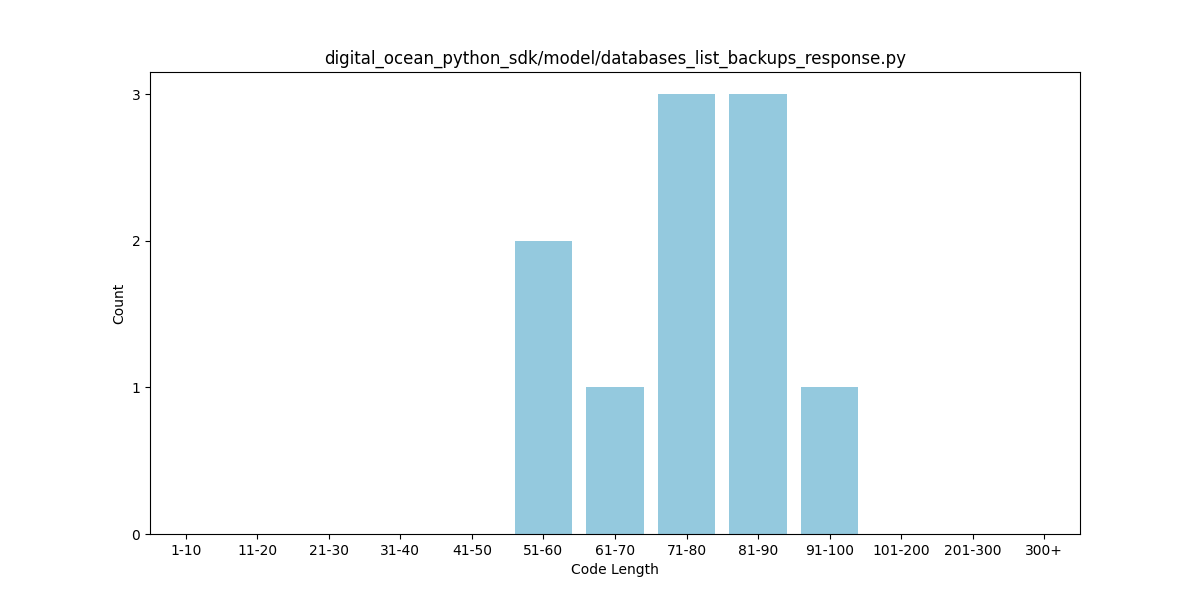 digital_ocean_python_sdk/model/databases_list_backups_response.py
3
2
1
0
Count
1-10 11-20 21-30 31-40 41-50 51-60 61-70 71-80 81-90 91-100 101-200 201-300 300+
Code Length